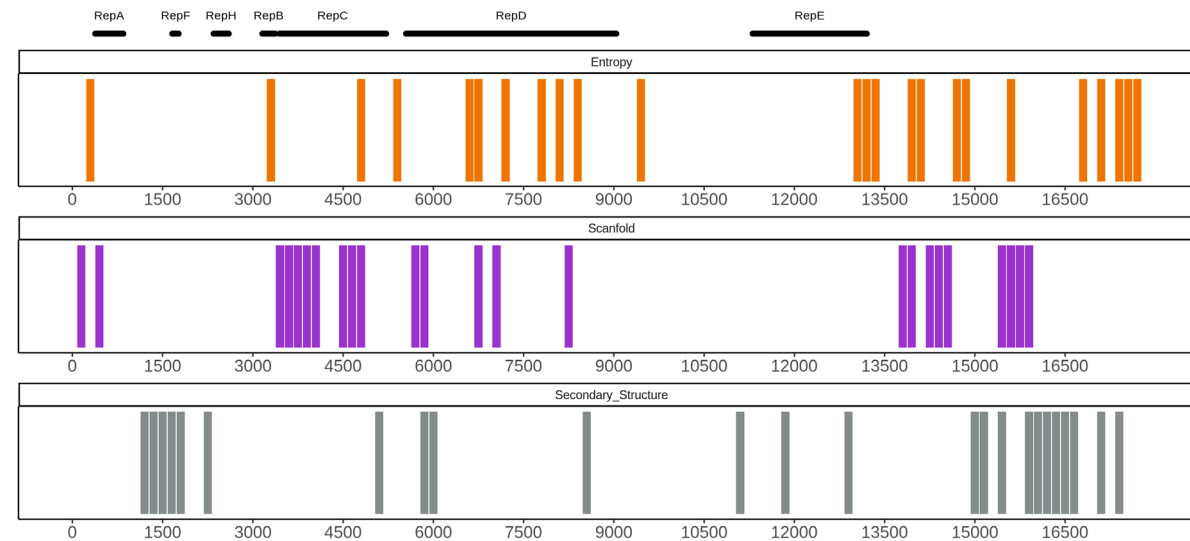 RepA RepF RepH RepB RepC RepD RepE
Entropy
0 1500 3000 4500 6000 7500 9000 10500 12000 13500 15000 16500
Scanfold
0 1500 3000 4500 6000 7500 9000 10500 12000 13500 15000 16500
Secondary_Structure
0 1500 3000 4500 6000 7500 9000 10500 12000 13500 15000 16500